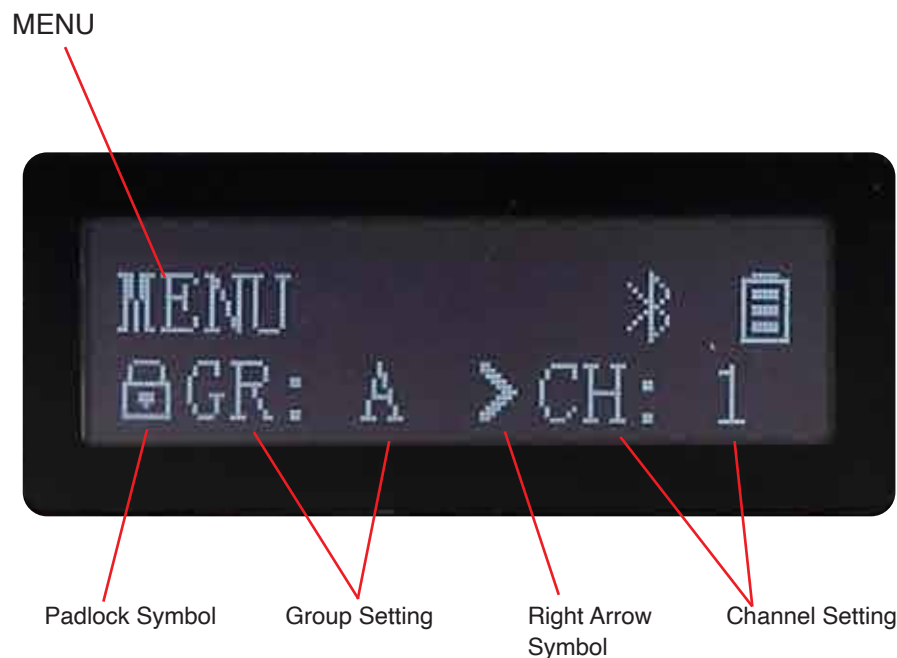 MENU
MENU
GR: A >CH: 1
Padlock Symbol
Group Setting
Right Arrow
Symbol
Channel Setting